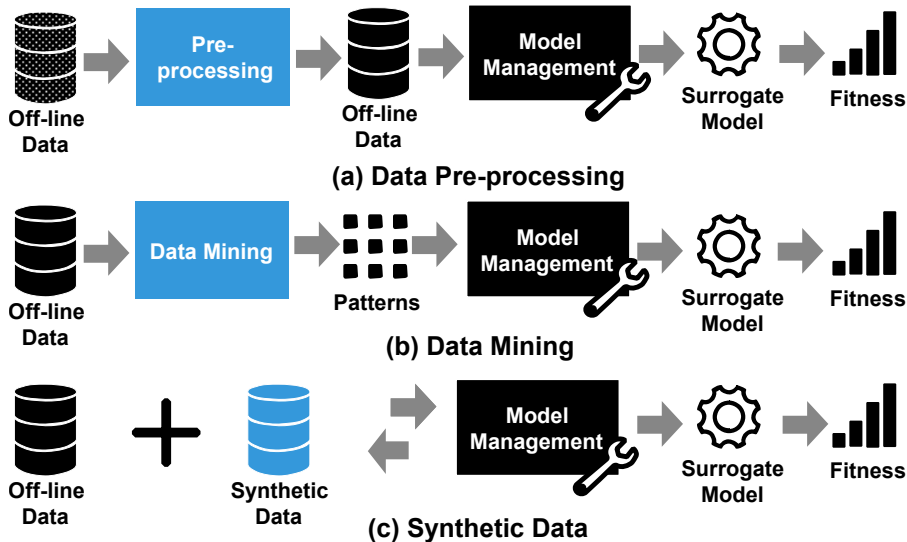 Pre-
processing
Model
Management
Off-line
Data
Off-line
Data
Surrogate
Model
Fitness
(a) Data Pre-processing
Data Mining
Model
Management
Off-line
Data
Patterns
Surrogate
Model
Fitness
(b) Data Mining
Model
Management
Off-line
Data
Synthetic
Data
Surrogate
Model
Fitness
(c) Synthetic Data